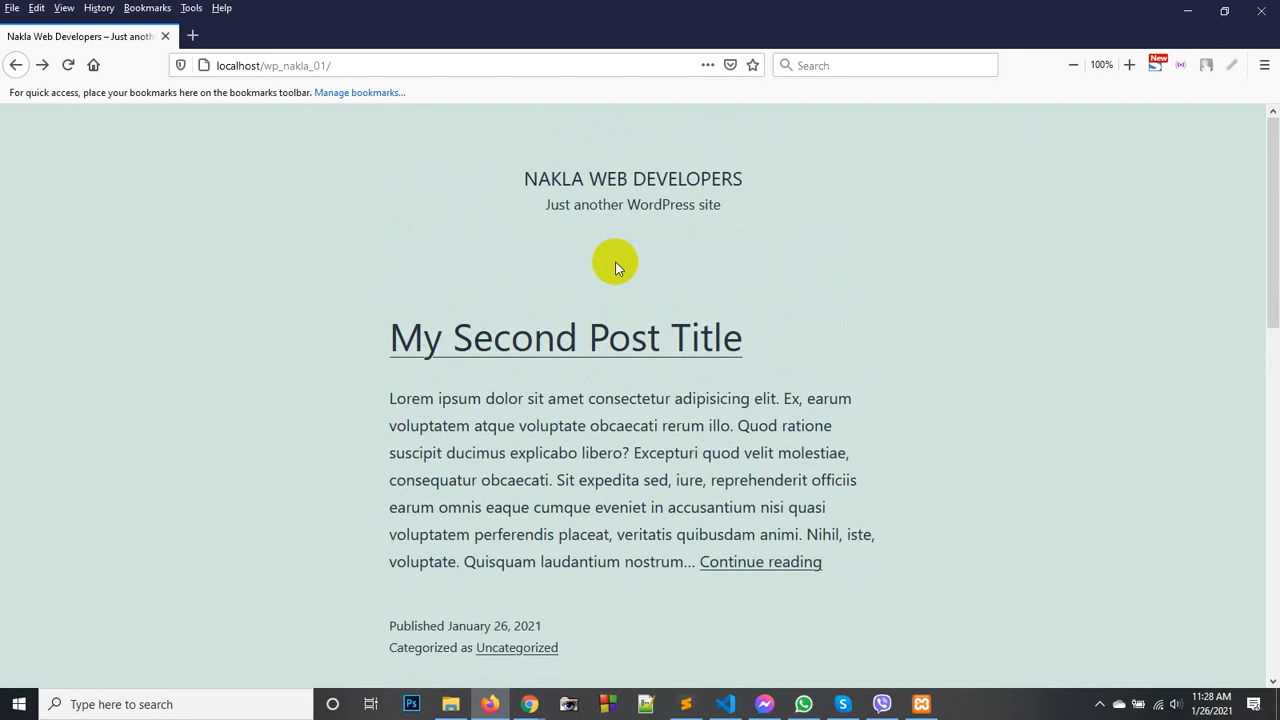 File Edit View History Bookmarks Tools Help
Nakla Web Developers – Just anoth
localhost/wp_nakla_01/
Search
100%
New
For quick access, place your bookmarks here on the bookmarks toolbar. Manage bookmarks...
NAKLA WEB DEVELOPERS
Just another WordPress site
My Second Post Title
Lorem ipsum dolor sit amet consectetur adipisicing elit. Ex, earum
voluptatem atque voluptate obcaecati rerum illo. Quod ratione
suscipit ducimus explicabo libero? Excepturi quod velit molestiae,
consequatur obcaecati. Sit expedita sed, iure, reprehenderit officiis
earum omnis eaque cumque eveniet in accusantium nisi quasi
voluptatem perferendis placeat, veritatis quibusdam animi. Nihil, iste,
voluptate. Quisquam laudantium nostrum… Continue reading
Published January 26, 2021
Categorized as Uncategorized
Type here to search
Ps
11:28 AM
1/26/2021